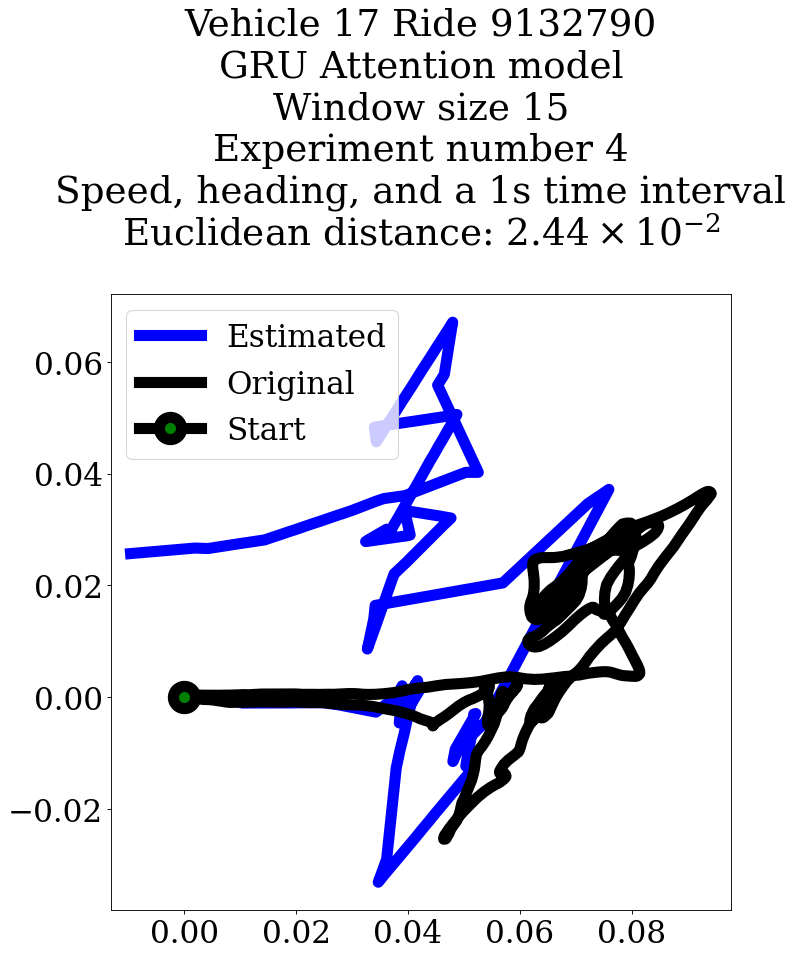 Vehicle 17 Ride 9132790
GRU Attention model
Window size 15
Experiment number 4
Speed, heading, and a 1s time interval
Euclidean distance: 2.44 × 10⁻²
Estimated
Original
Start
0.06
0.04
0.02
0.00
−0.02
0.00 0.02 0.04 0.06 0.08